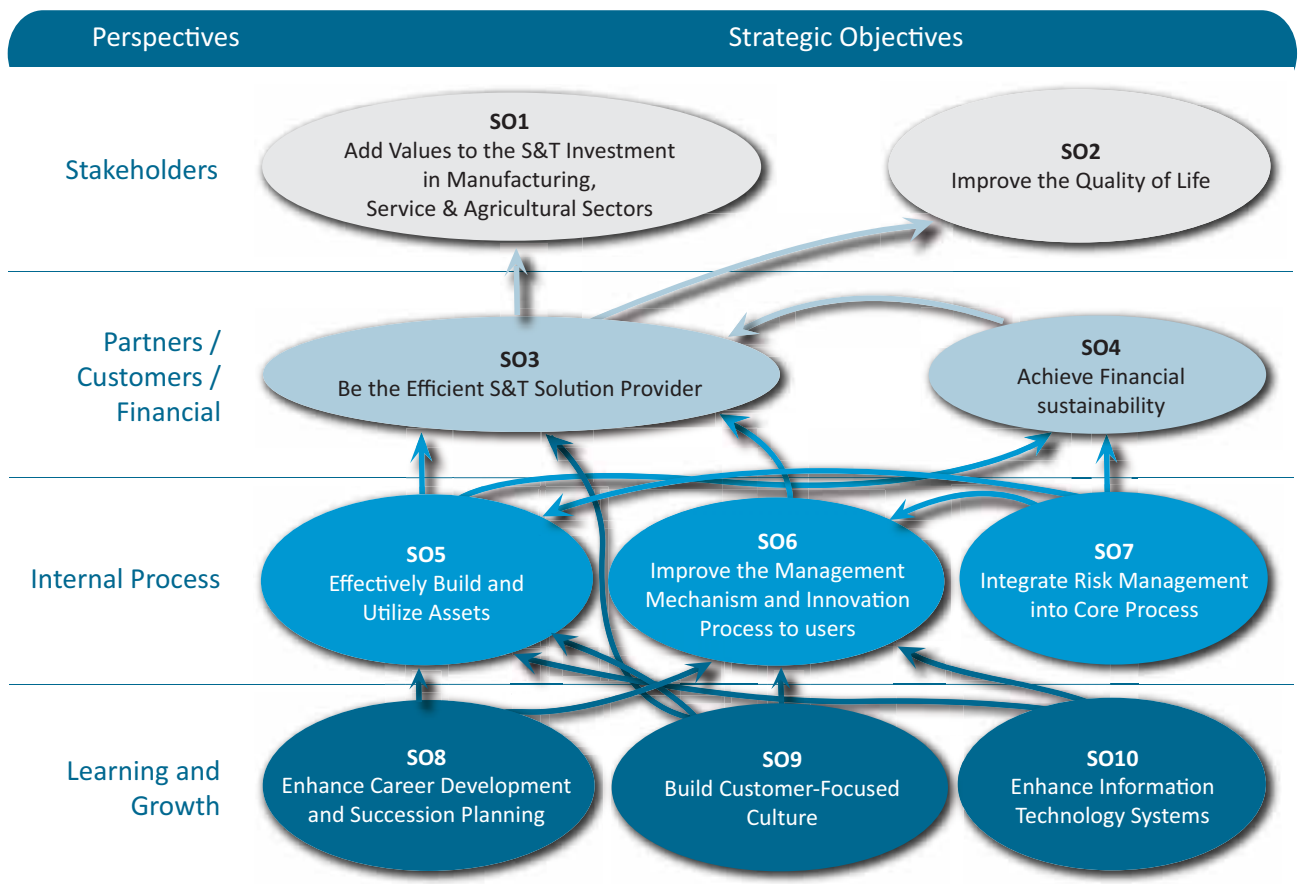 Perspectives
Strategic Objectives
Stakeholders
SO1
Add Values to the S&T Investment
in Manufacturing,
Service & Agricultural Sectors
SO2
Improve the Quality of Life
Partners /
Customers /
Financial
SO3
Be the Efficient S&T Solution Provider
SO4
Achieve Financial
sustainability
Internal Process
SO5
Effectively Build and
Utilize Assets
SO6
Improve the Management
Mechanism and Innovation
Process to users
SO7
Integrate Risk Management
into Core Process
Learning and
Growth
SO8
Enhance Career Development
and Succession Planning
SO9
Build Customer-Focused
Culture
SO10
Enhance Information
Technology Systems